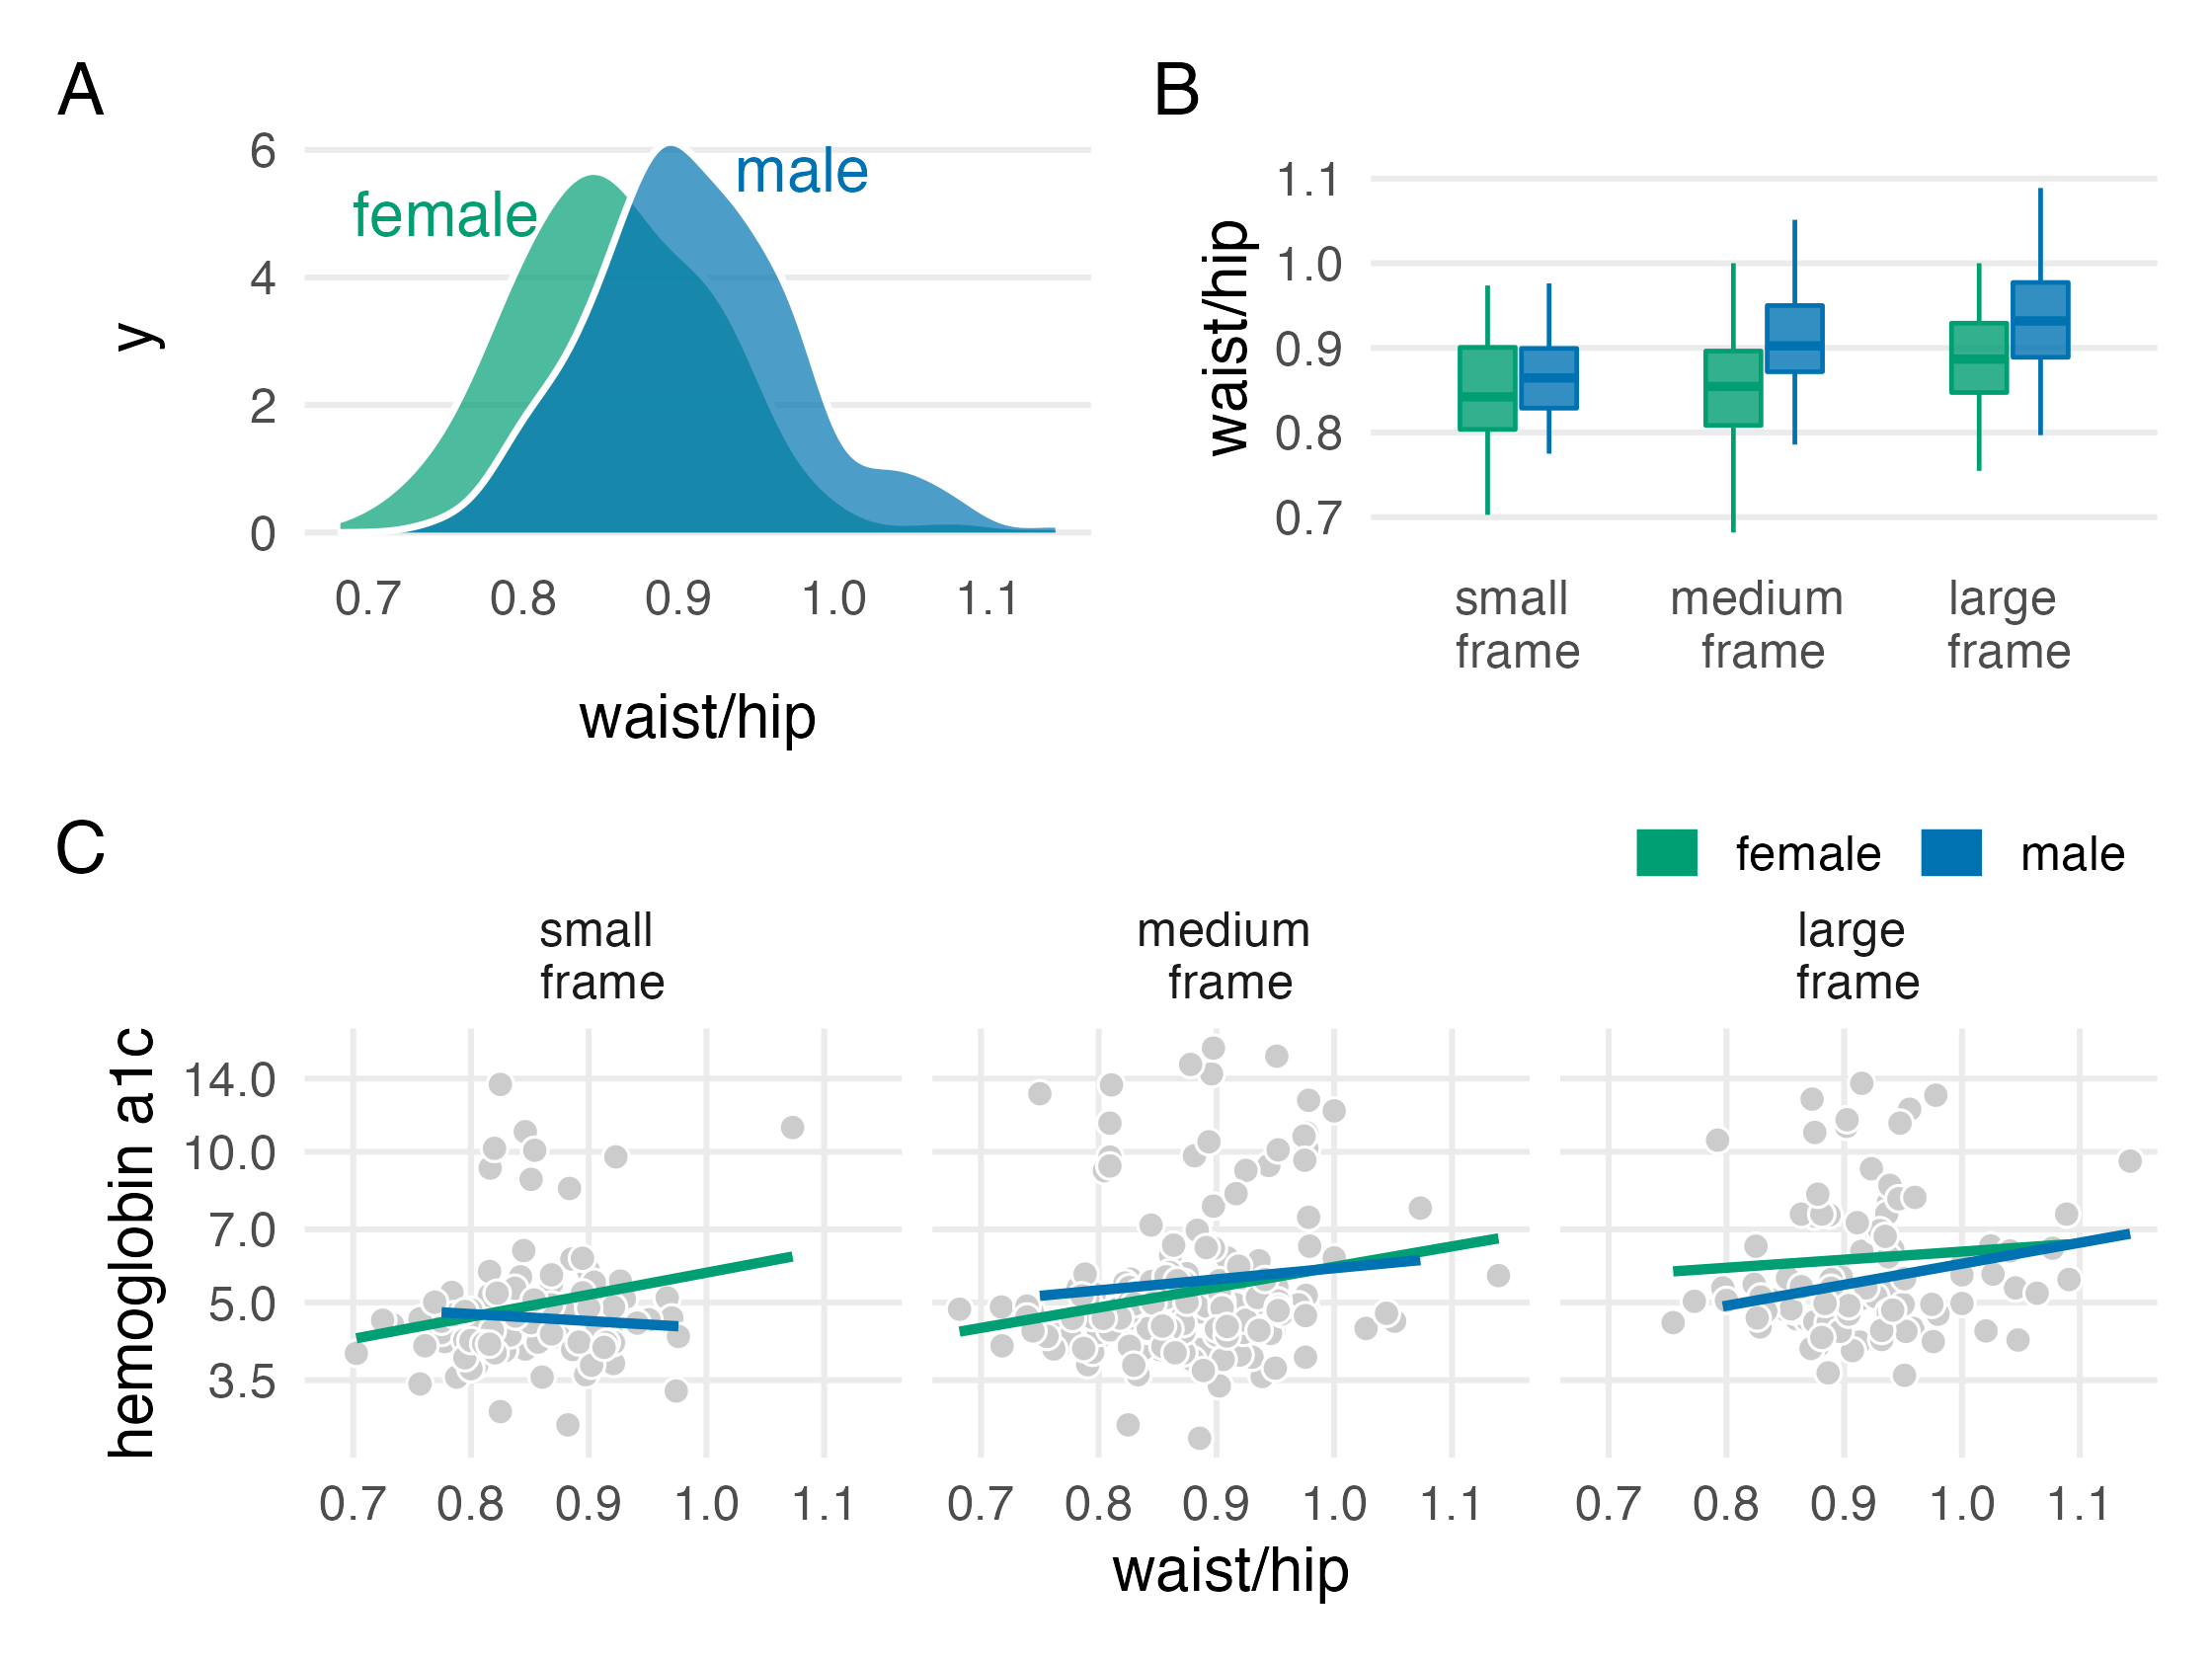 A
6
4
2
0
y
female
male
0.7 0.8 0.9 1.0 1.1
waist/hip
B
1.1
1.0
0.9
0.8
0.7
waist/hip
small
frame
medium
frame
large
frame
C
female male
small
frame
medium
frame
large
frame
hemoglobin a1c
14.0
10.0
7.0
5.0
3.5
0.7 0.8 0.9 1.0 1.1
0.7 0.8 0.9 1.0 1.1
0.7 0.8 0.9 1.0 1.1
waist/hip